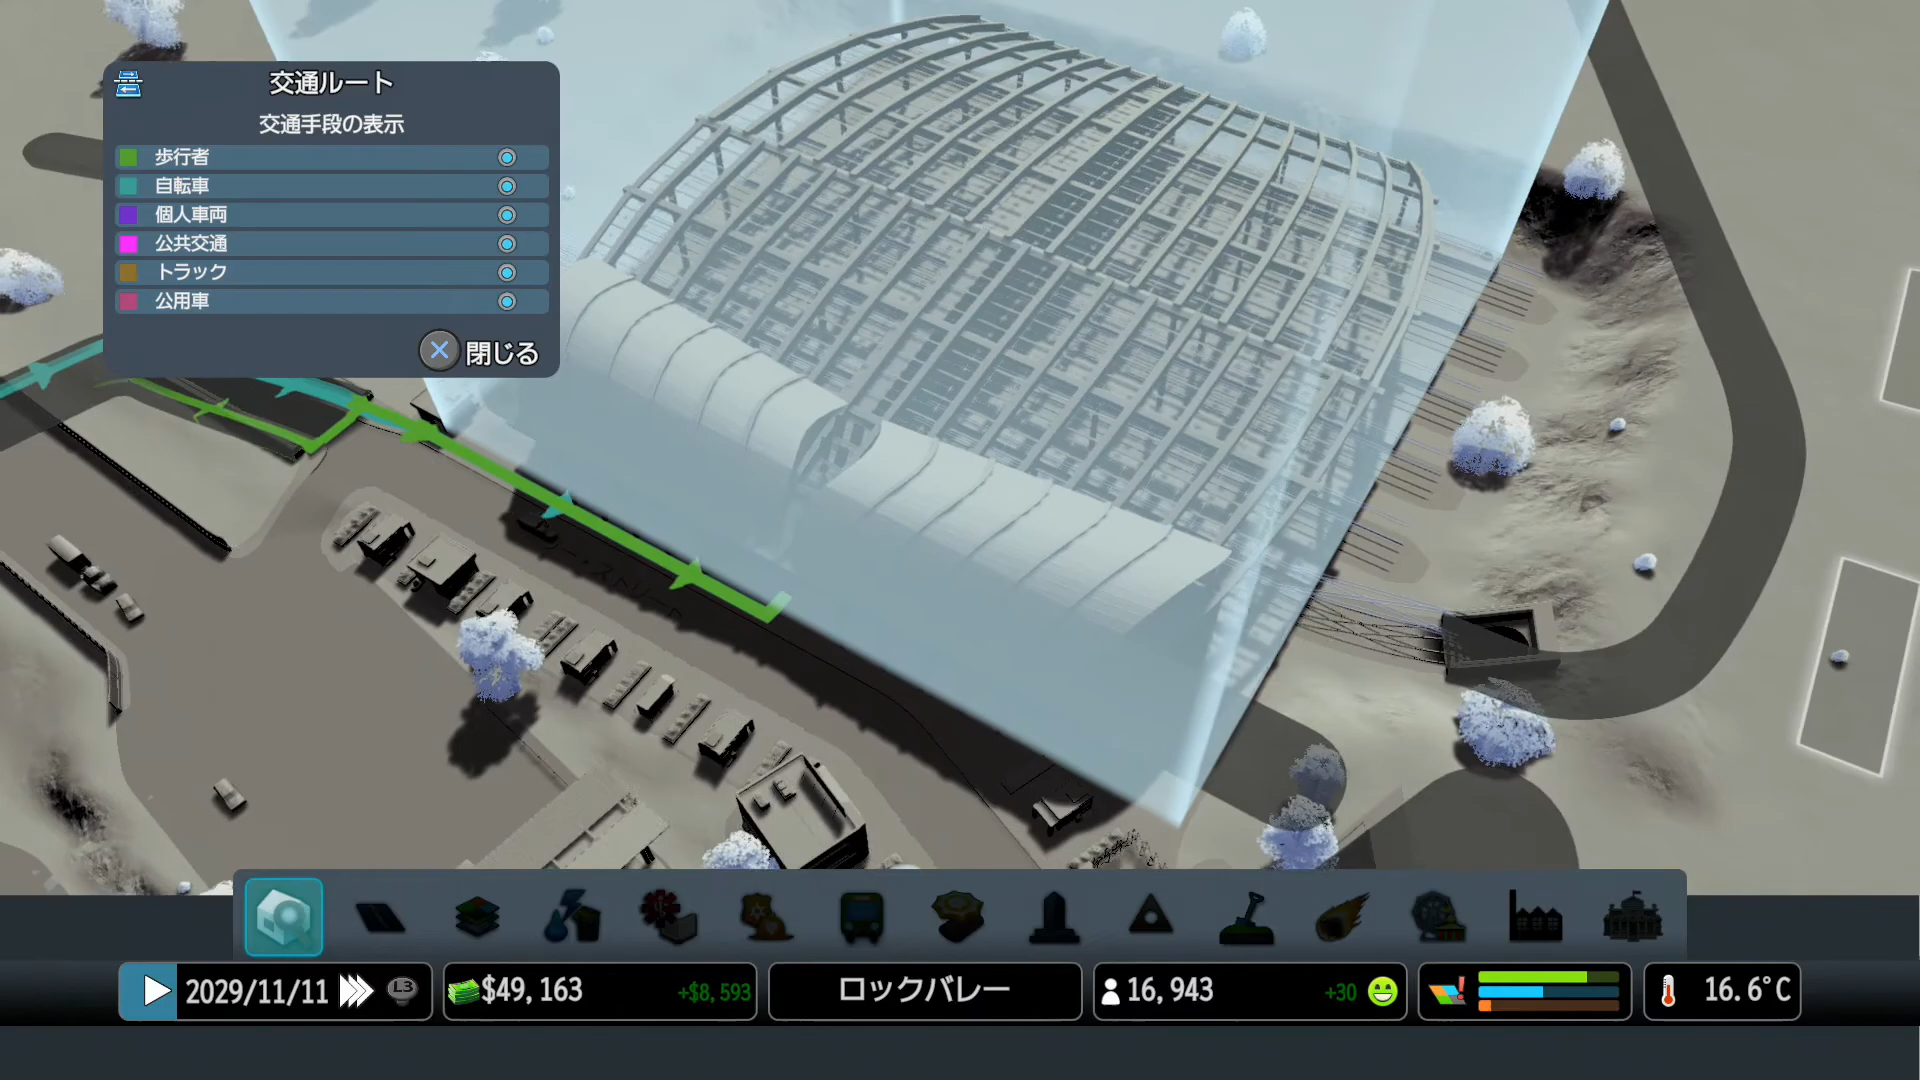 交通ルート
交通手段の表示
歩行者
自転車
個人車両
公共交通
トラック
公用車
閉じる
2029/11/11
L3
$49,163
+$8,593
ロックバレー
16,943
+30
16.6°C